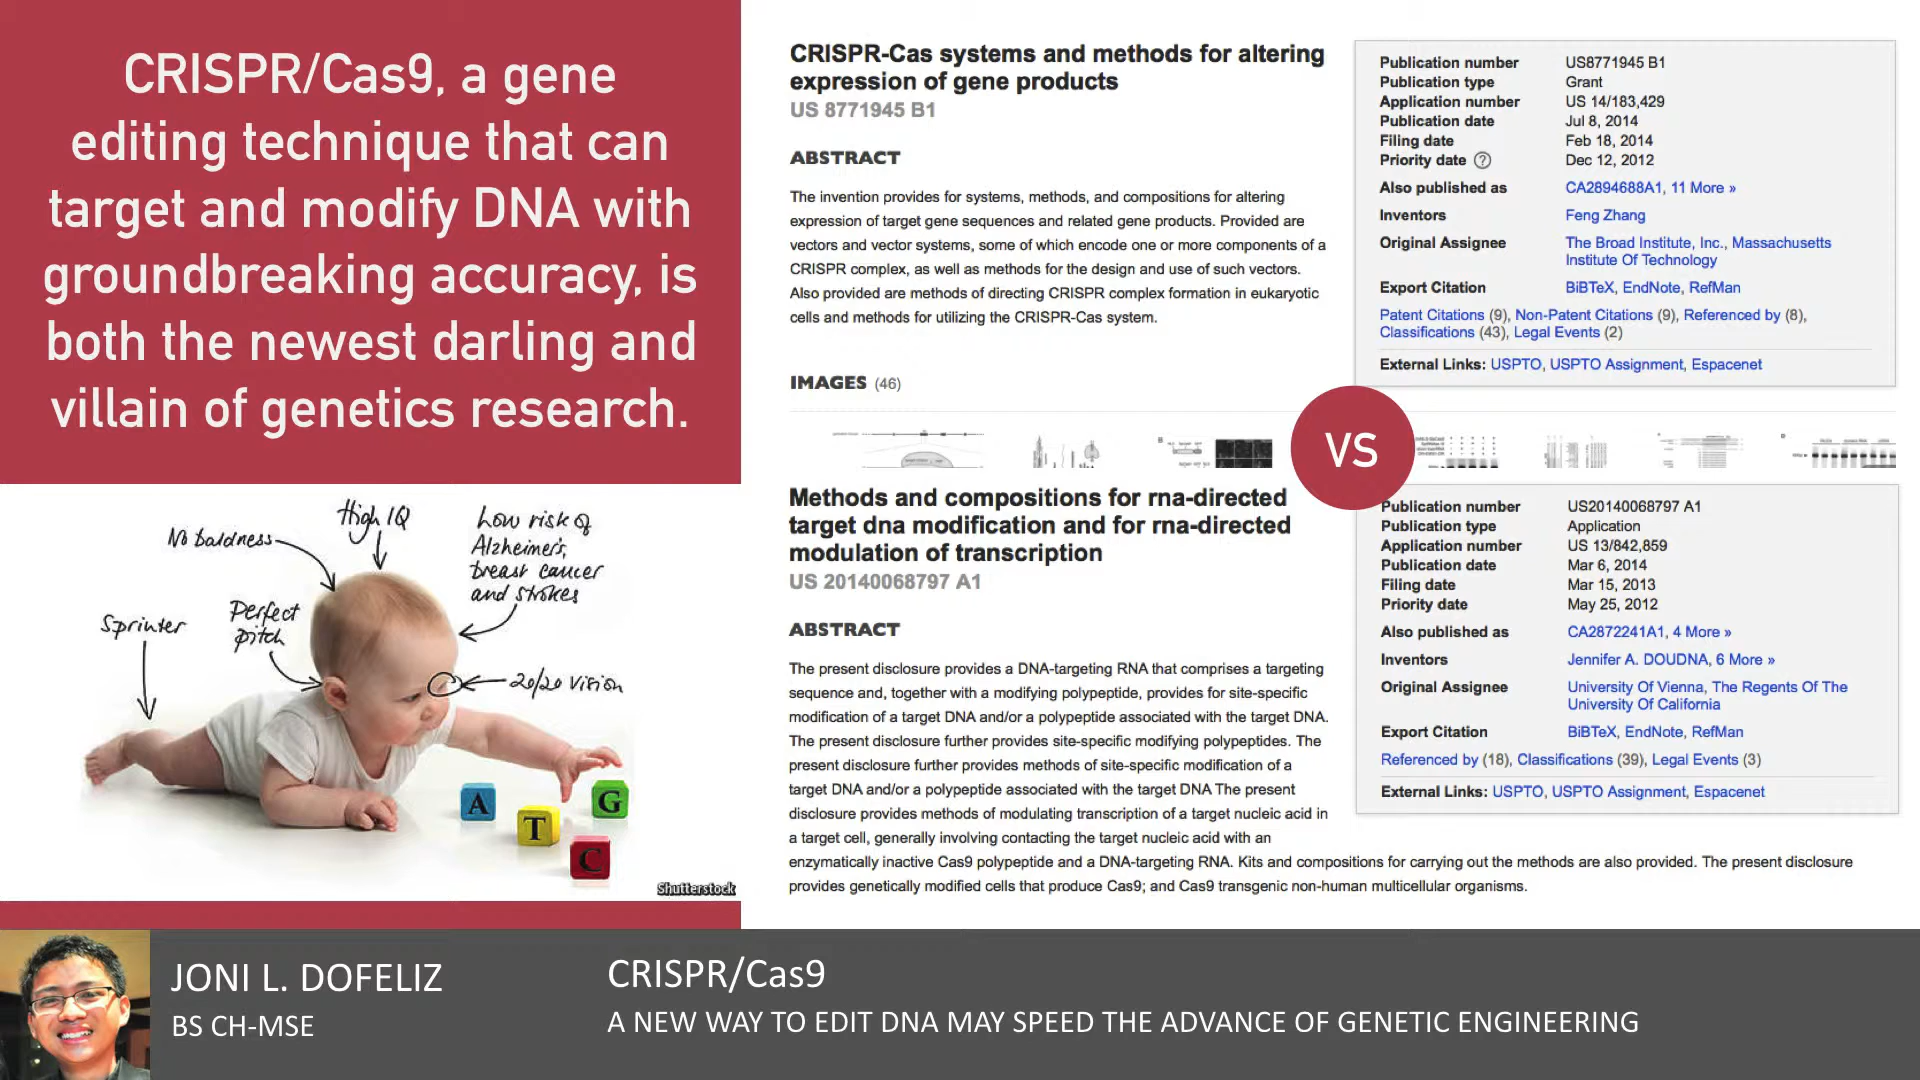 CRISPR/Cas9, a gene
editing technique that can
target and modify DNA with
groundbreaking accuracy, is
both the newest darling and
villain of genetics research.
No baldness
High IQ
Low risk of
Alzheimer's,
breast cancer
and strokes
Sprinter
Perfect
pitch
20/20 vision
A
T
G
C
Shutterstock
CRISPR-Cas systems and methods for altering
expression of gene products
US 8771945 B1
ABSTRACT
The invention provides for systems, methods, and compositions for altering
expression of target gene sequences and related gene products. Provided are
vectors and vector systems, some of which encode one or more components of a
CRISPR complex, as well as methods for the design and use of such vectors.
Also provided are methods of directing CRISPR complex formation in eukaryotic
cells and methods for utilizing the CRISPR-Cas system.
IMAGES (46)
Publication number US8771945 B1
Publication type Grant
Application number US 14/183,429
Publication date Jul 8, 2014
Filing date Feb 18, 2014
Priority date ? Dec 12, 2012
Also published as CA2894688A1, 11 More »
Inventors Feng Zhang
Original Assignee The Broad Institute, Inc., Massachusetts
Institute Of Technology
Export Citation BiBTeX, EndNote, RefMan
Patent Citations (9), Non-Patent Citations (9), Referenced by (8),
Classifications (43), Legal Events (2)
External Links: USPTO, USPTO Assignment, Espacenet
VS
Methods and compositions for rna-directed
target dna modification and for rna-directed
modulation of transcription
US 20140068797 A1
ABSTRACT
The present disclosure provides a DNA-targeting RNA that comprises a targeting
sequence and, together with a modifying polypeptide, provides for site-specific
modification of a target DNA and/or a polypeptide associated with the target DNA.
The present disclosure further provides site-specific modifying polypeptides. The
present disclosure further provides methods of site-specific modification of a
target DNA and/or a polypeptide associated with the target DNA The present
disclosure provides methods of modulating transcription of a target nucleic acid in
a target cell, generally involving contacting the target nucleic acid with an
enzymatically inactive Cas9 polypeptide and a DNA-targeting RNA. Kits and compositions for carrying out the methods are also provided. The present disclosure
provides genetically modified cells that produce Cas9; and Cas9 transgenic non-human multicellular organisms.
Publication number US20140068797 A1
Publication type Application
Application number US 13/842,859
Publication date Mar 6, 2014
Filing date Mar 15, 2013
Priority date May 25, 2012
Also published as CA2872241A1, 4 More »
Inventors Jennifer A. DOUDNA, 6 More »
Original Assignee University Of Vienna, The Regents Of The
University Of California
Export Citation BiBTeX, EndNote, RefMan
Referenced by (18), Classifications (39), Legal Events (3)
External Links: USPTO, USPTO Assignment, Espacenet
JONI L. DOFELIZ
BS CH-MSE
CRISPR/Cas9
A NEW WAY TO EDIT DNA MAY SPEED THE ADVANCE OF GENETIC ENGINEERING